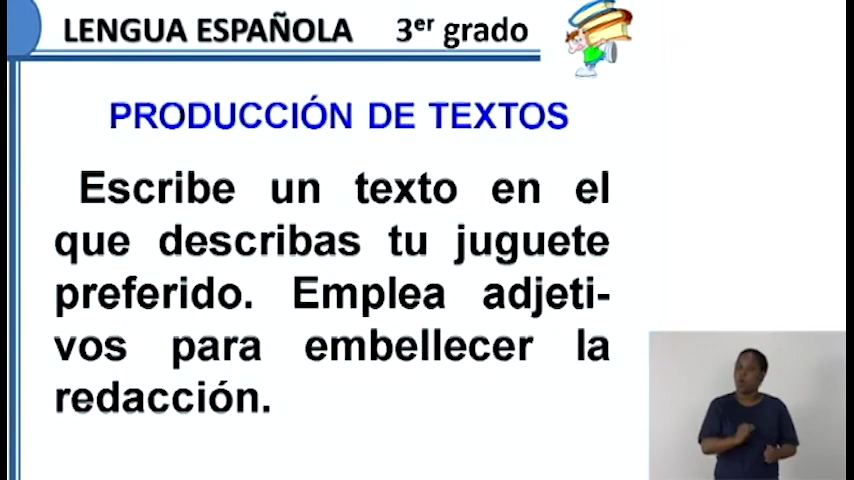 LENGUA ESPAÑOLA 3er grado
PRODUCCIÓN DE TEXTOS
Escribe un texto en el
que describas tu juguete
preferido. Emplea adjeti-
vos para embellecer la
redacción.